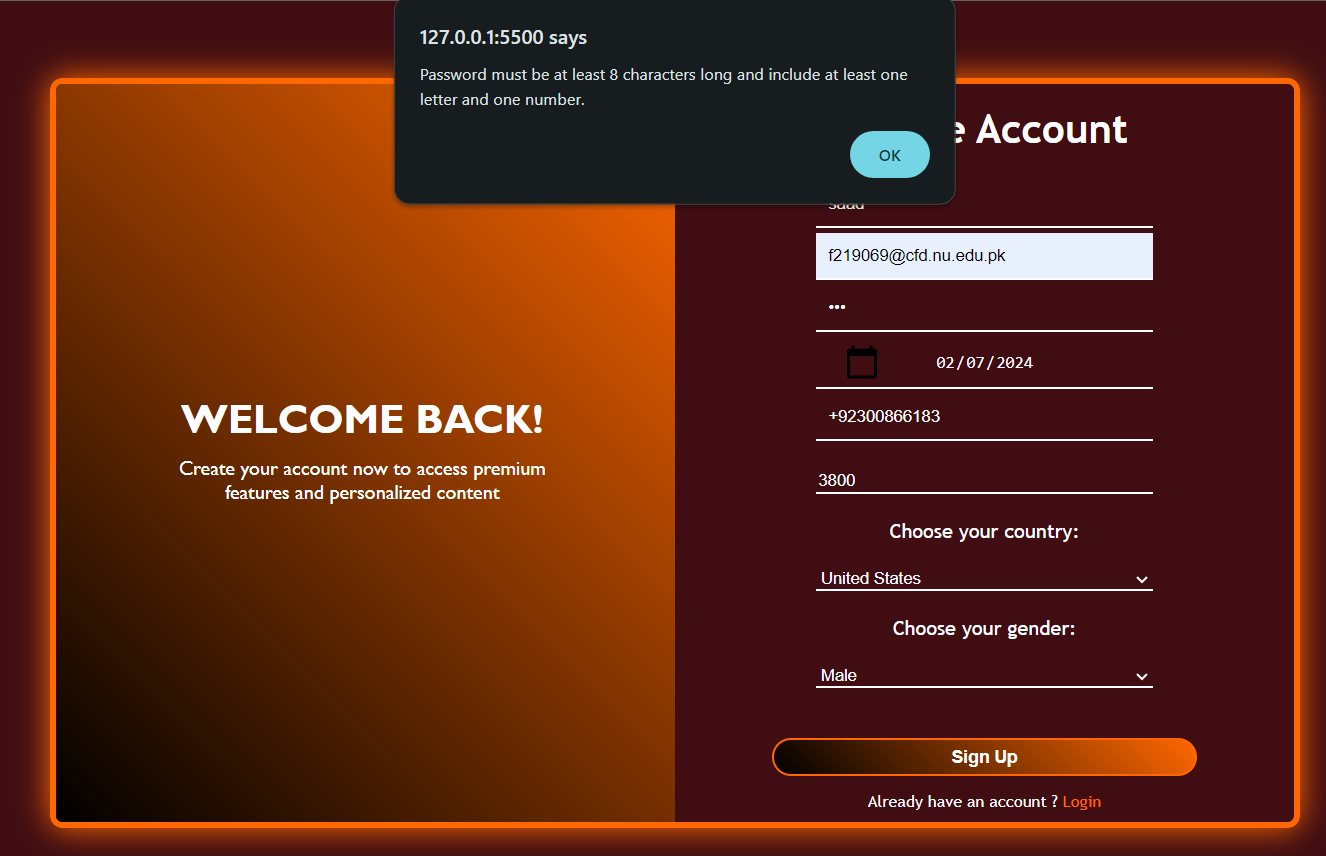 127.0.0.1:5500 says
Password must be at least 8 characters long and include at least one
letter and one number.
OK
Account
saad
f219069@cfd.nu.edu.pk
•••
02/07/2024
+92300866183
3800
WELCOME BACK!
Create your account now to access premium
features and personalized content
Choose your country:
United States
Choose your gender:
Male
Sign Up
Already have an account ? Login